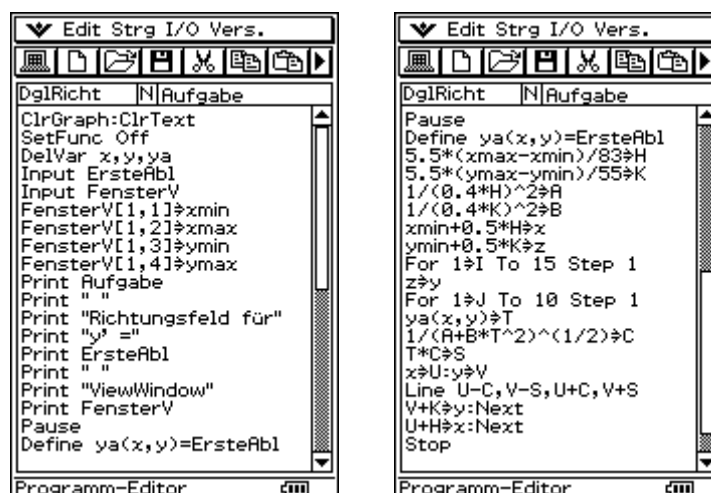 Edit Strg I/O Vers.
DglRicht N Aufgabe
ClrGraph:ClrText
SetFunc Off
DelVar x,y,ya
Input ErsteAbl
Input FensterV
FensterV[1,1]⇒xmin
FensterV[1,2]⇒xmax
FensterV[1,3]⇒ymin
FensterV[1,4]⇒ymax
Print Aufgabe
Print " "
Print "Richtungsfeld für"
Print "y' ="
Print ErsteAbl
Print " "
Print "ViewWindow"
Print FensterV
Pause
Define ya(x,y)=ErsteAbl
Programm-Editor
Edit Strg I/O Vers.
DglRicht N Aufgabe
Pause
Define ya(x,y)=ErsteAbl
5.5*(xmax-xmin)/83⇒H
5.5*(ymax-ymin)/55⇒K
1/(0.4*H)^2⇒A
1/(0.4*K)^2⇒B
xmin+0.5*H⇒x
ymin+0.5*K⇒z
For 1⇒I To 15 Step 1
z⇒y
For 1⇒J To 10 Step 1
ya(x,y)⇒T
1/(A+B*T^2)^(1/2)⇒C
T*C⇒S
x⇒U:y⇒V
Line U-C,V-S,U+C,V+S
V+K⇒y:Next
U+H⇒x:Next
Stop
Programm-Editor